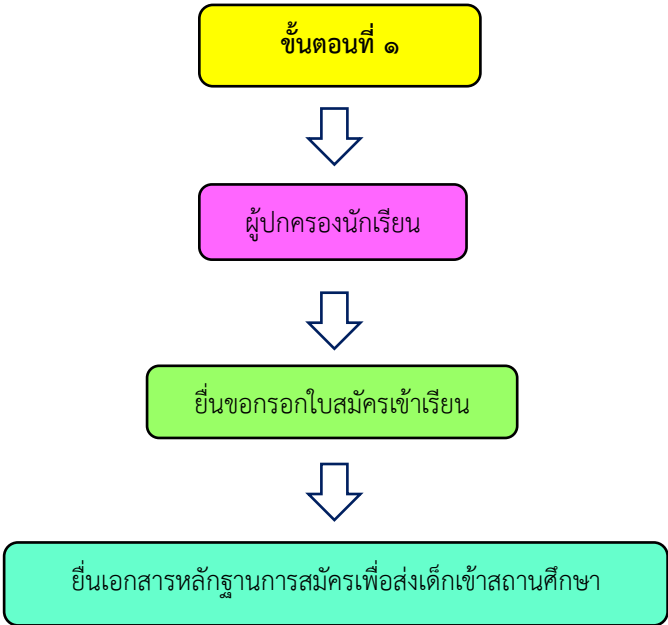 ขั้นตอนที่ ๑
ผู้ปกครองนักเรียน
ยื่นขอกรอกใบสมัครเข้าเรียน
ยื่นเอกสารหลักฐานการสมัครเพื่อส่งเด็กเข้าสถานศึกษา